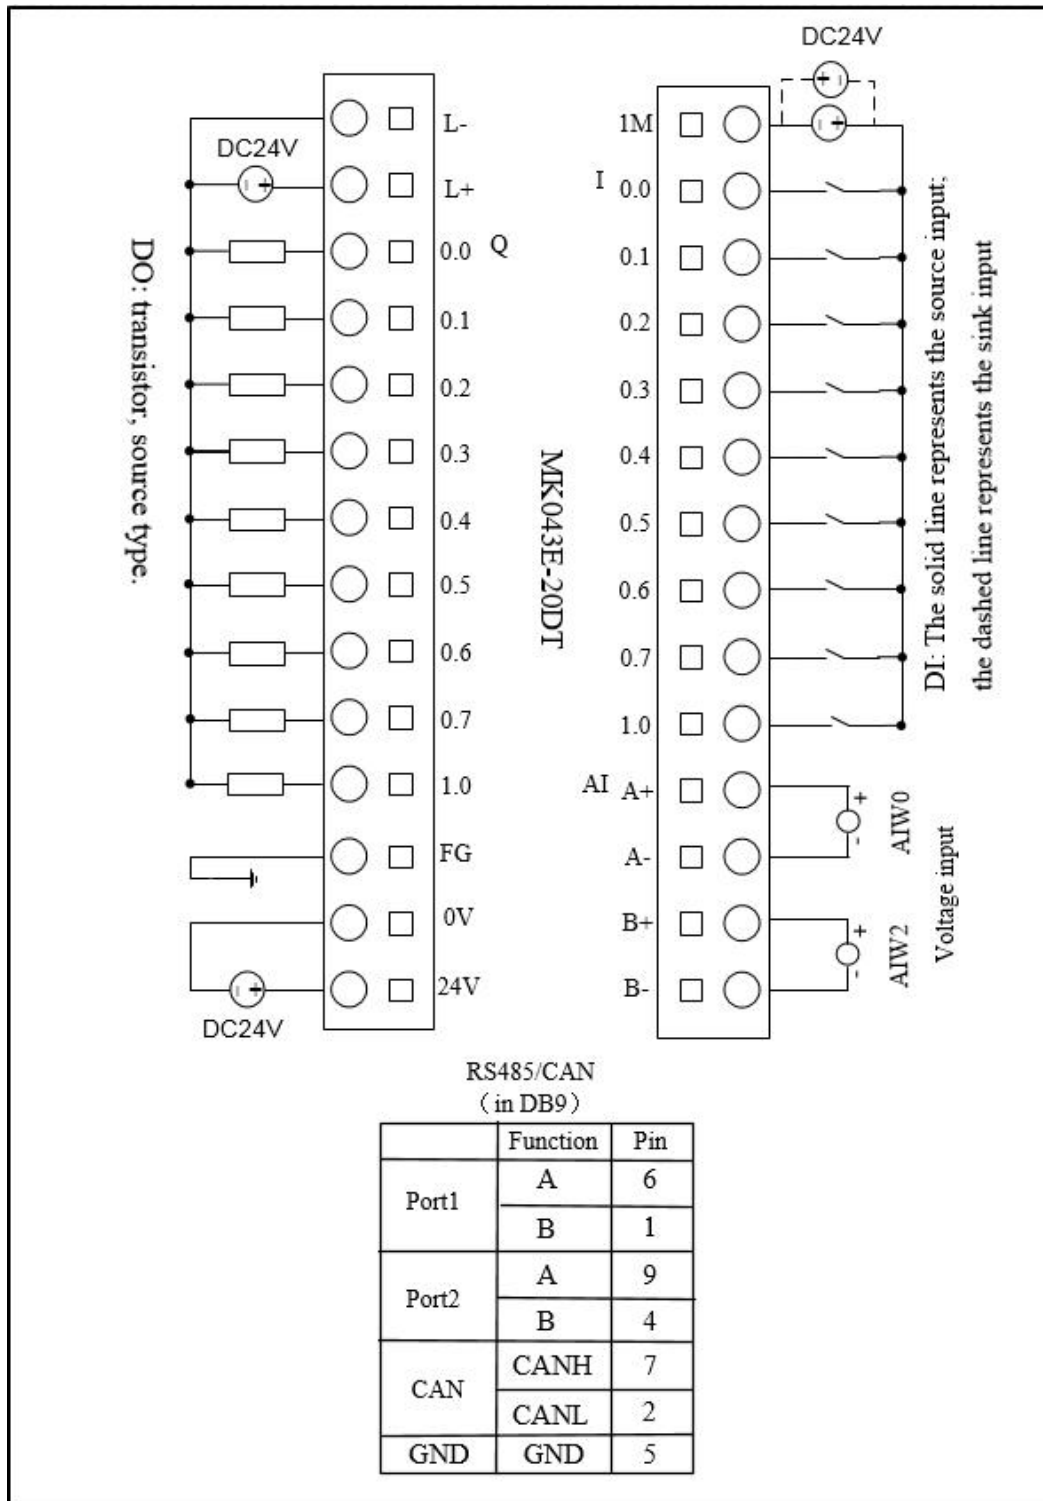 DC24V
L-
DC24V
L+
0.0 Q
0.1
0.2
0.3
0.4
0.5
0.6
0.7
1.0
FG
0V
24V
DC24V
DO: transistor, source type.
MK043E-20DT
DC24V
1M
I 0.0
0.1
0.2
0.3
0.4
0.5
0.6
0.7
1.0
AI A+
A-
B+
B-
DI: The solid line represents the source input;
the dashed line represents the sink input
+
-
AIW0
+
-
AIW2
Voltage input
RS485/CAN
（in DB9）
Function Pin
Port1 A 6
B 1
Port2 A 9
B 4
CAN CANH 7
CANL 2
GND GND 5